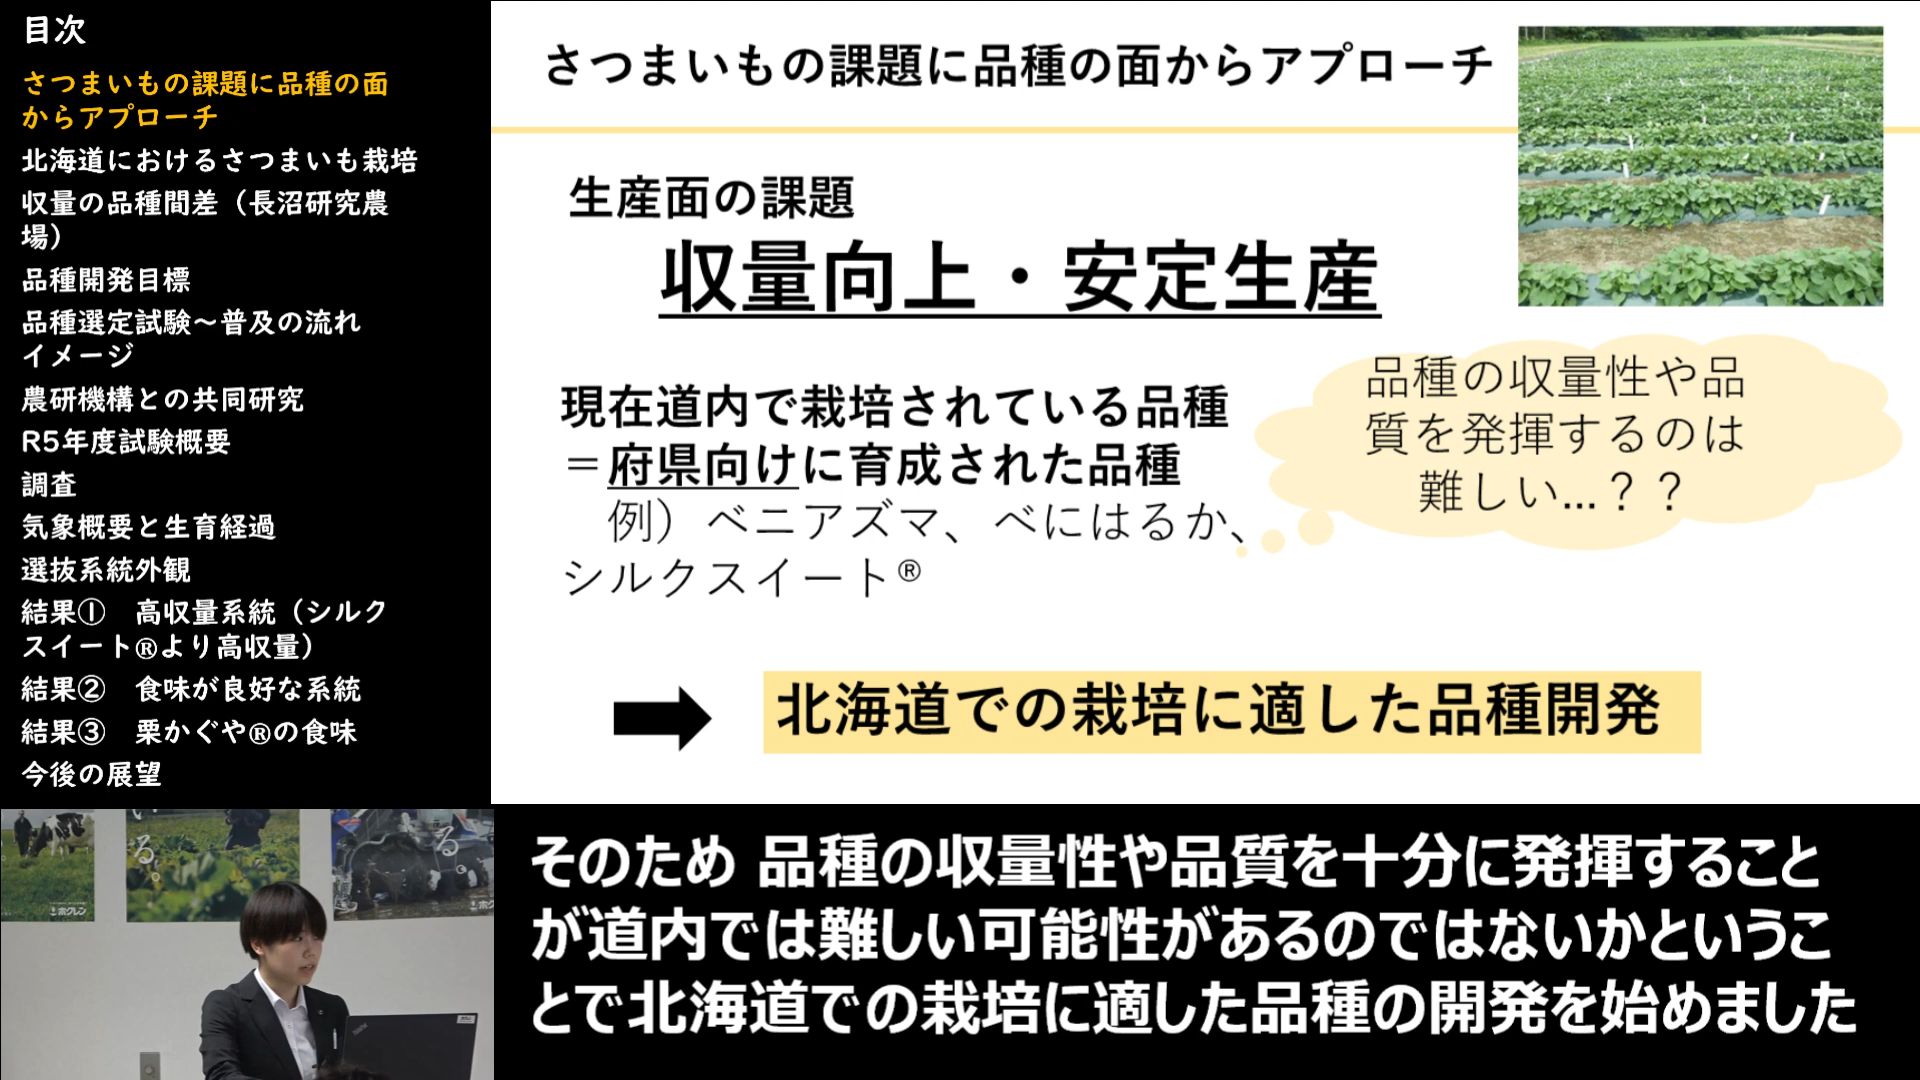 目次
さつまいもの課題に品種の面
からアプローチ
北海道におけるさつまいも栽培
収量の品種間差（長沼研究農
場）
品種開発目標
品種選定試験～普及の流れ
イメージ
農研機構との共同研究
R5年度試験概要
調査
気象概要と生育経過
選抜系統外観
結果①　高収量系統（シルク
スイート®より高収量）
結果②　食味が良好な系統
結果③　栗かぐや®の食味
今後の展望
さつまいもの課題に品種の面からアプローチ
生産面の課題
収量向上・安定生産
現在道内で栽培されている品種
＝府県向けに育成された品種
例）ベニアズマ、べにはるか、
シルクスイート®
品種の収量性や品
質を発揮するのは
難しい…？？
北海道での栽培に適した品種開発
る。
る。
ホクレン
ホクレン
そのため 品種の収量性や品質を十分に発揮すること
が道内では難しい可能性があるのではないかというこ
とで北海道での栽培に適した品種の開発を始めました